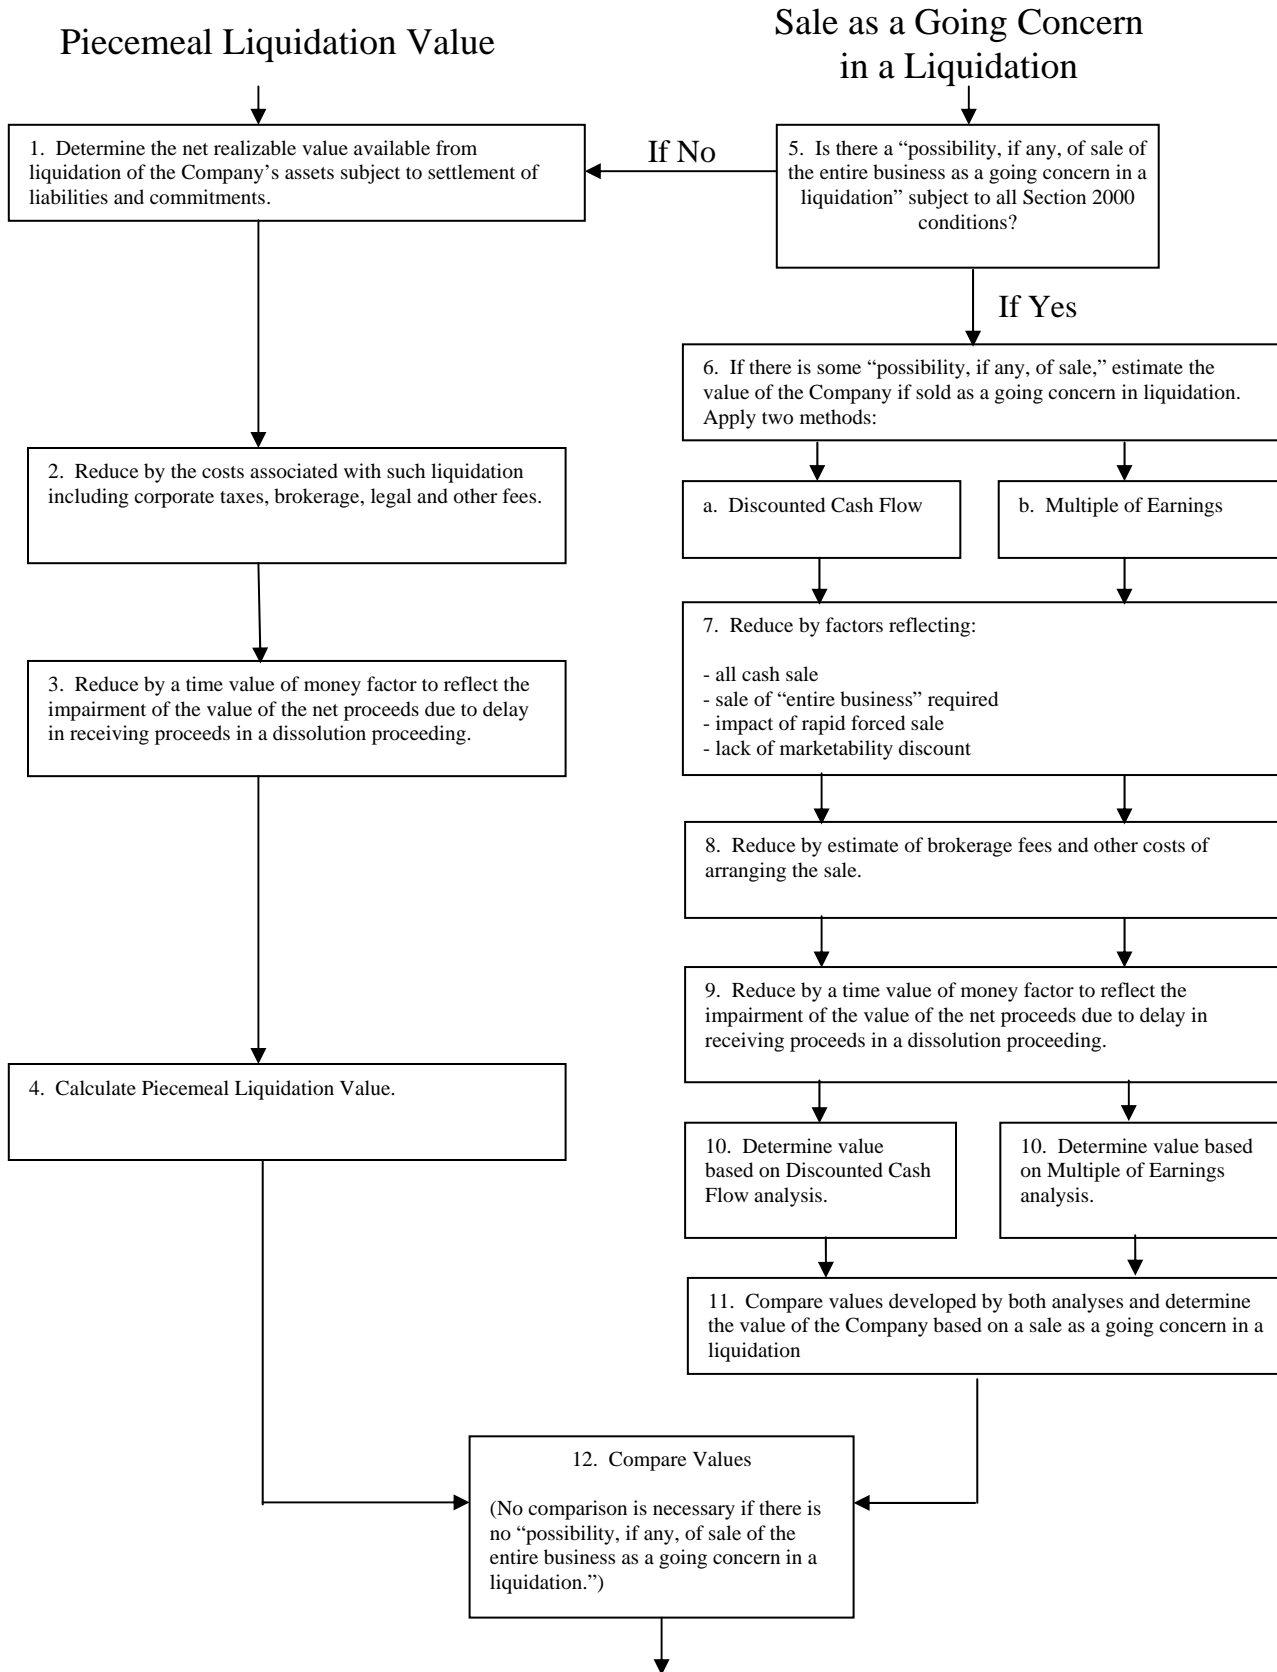 Piecemeal Liquidation Value
Sale as a Going Concern
in a Liquidation
1.  Determine the net realizable value available from
liquidation of the Company’s assets subject to settlement of
liabilities and commitments.
If No
5.  Is there a “possibility, if any, of sale of
the entire business as a going concern in a
liquidation” subject to all Section 2000
conditions?
If Yes
6.  If there is some “possibility, if any, of sale,” estimate the
value of the Company if sold as a going concern in liquidation.
Apply two methods:
2.  Reduce by the costs associated with such liquidation
including corporate taxes, brokerage, legal and other fees.
a.  Discounted Cash Flow
b.  Multiple of Earnings
3.  Reduce by a time value of money factor to reflect the
impairment of the value of the net proceeds due to delay
in receiving proceeds in a dissolution proceeding.
7.  Reduce by factors reflecting:
- all cash sale
- sale of “entire business” required
- impact of rapid forced sale
- lack of marketability discount
8.  Reduce by estimate of brokerage fees and other costs of
arranging the sale.
9.  Reduce by a time value of money factor to reflect the
impairment of the value of the net proceeds due to delay in
receiving proceeds in a dissolution proceeding.
4.  Calculate Piecemeal Liquidation Value.
10.  Determine value
based on Discounted Cash
Flow analysis.
10.  Determine value based
on Multiple of Earnings
analysis.
11.  Compare values developed by both analyses and determine
the value of the Company based on a sale as a going concern in a
liquidation
12.  Compare Values
(No comparison is necessary if there is
no “possibility, if any, of sale of the
entire business as a going concern in a
liquidation.”)